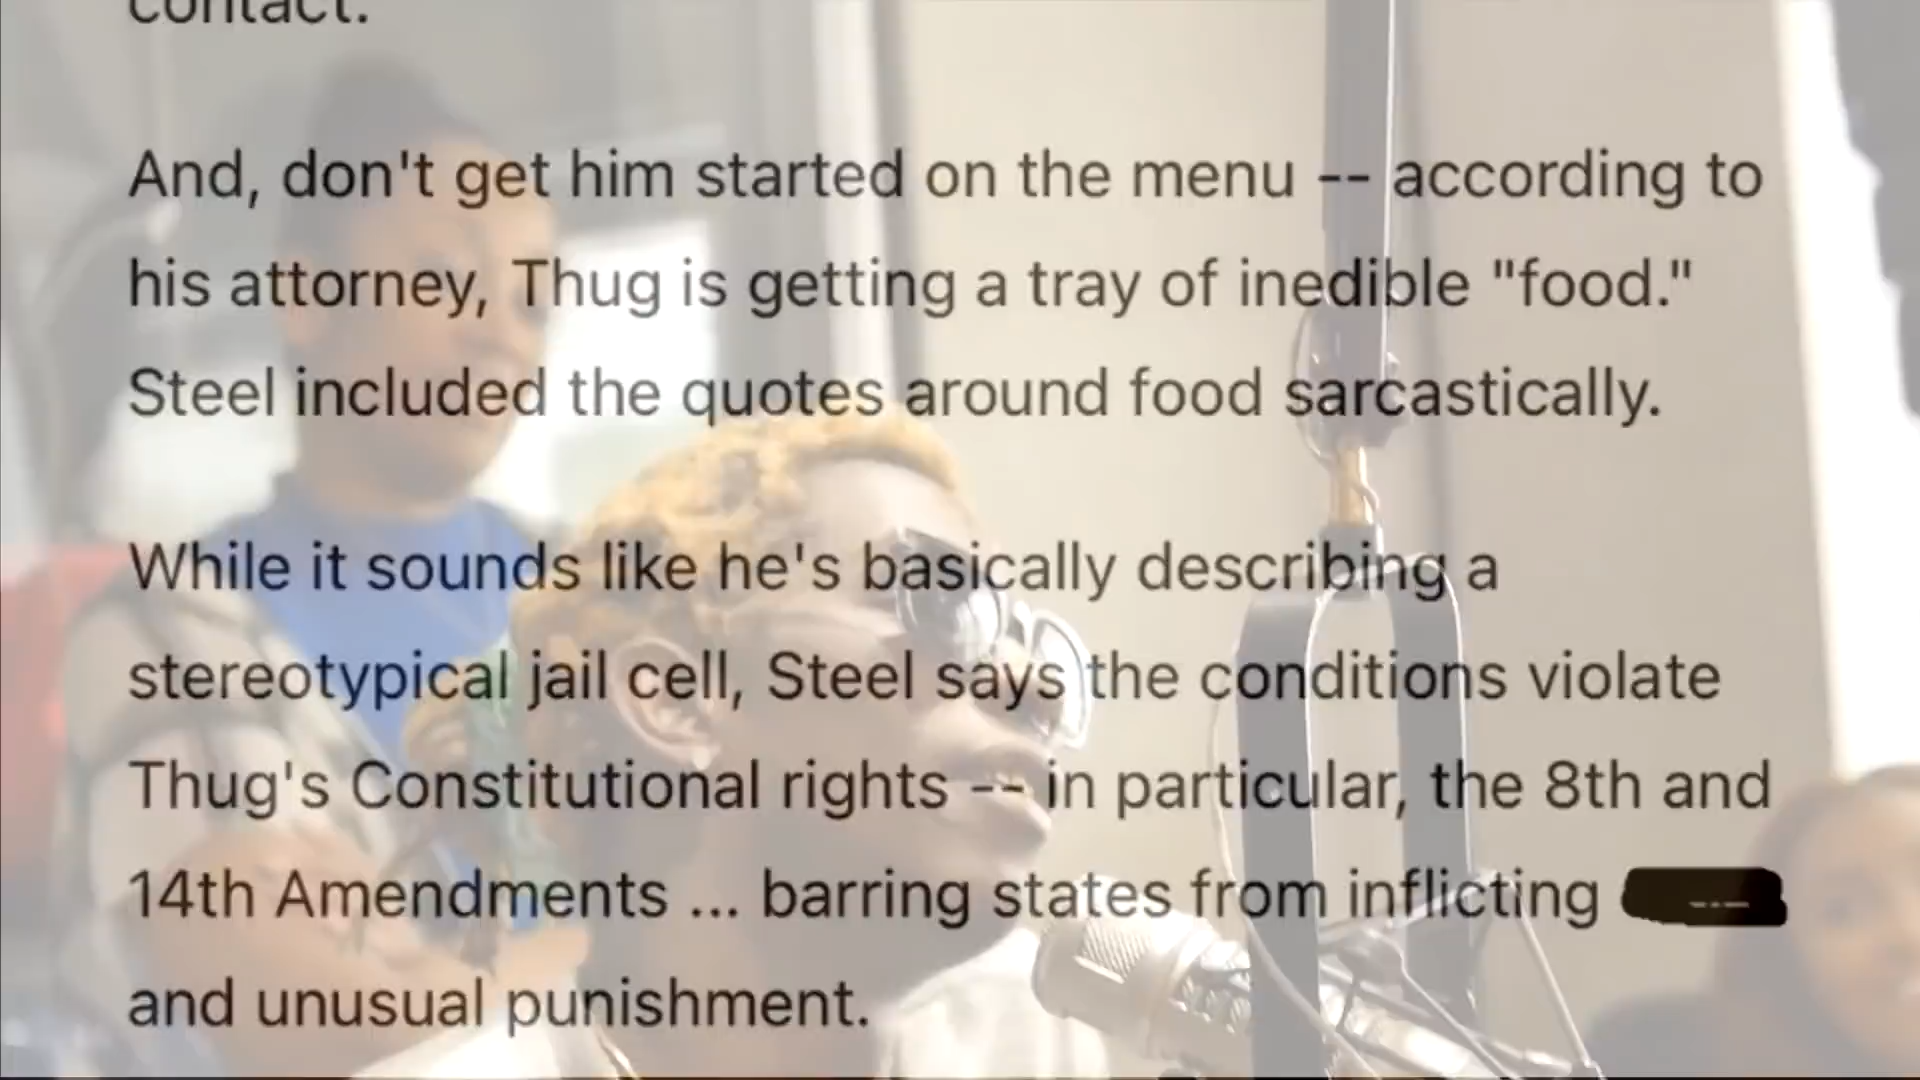 contact.
And, don't get him started on the menu -- according to
his attorney, Thug is getting a tray of inedible "food."
Steel included the quotes around food sarcastically.
While it sounds like he's basically describing a
stereotypical jail cell, Steel says the conditions violate
Thug's Constitutional rights -- in particular, the 8th and
14th Amendments ... barring states from inflicting
and unusual punishment.